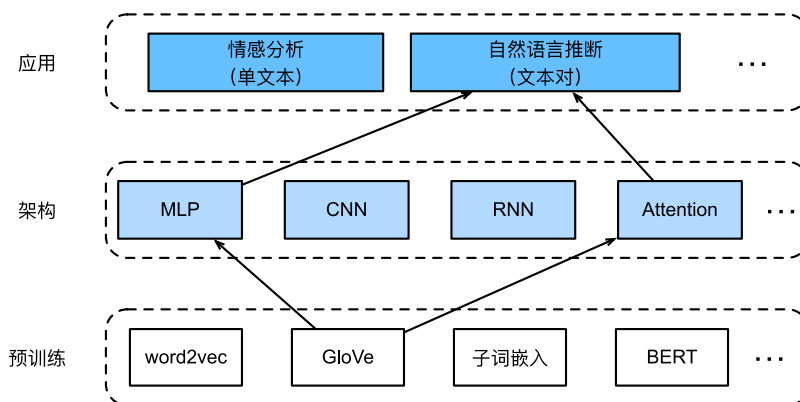 应用
情感分析
（单文本）
自然语言推断
（文本对）
...
架构
MLP
CNN
RNN
Attention
...
预训练
word2vec
GloVe
子词嵌入
BERT
...